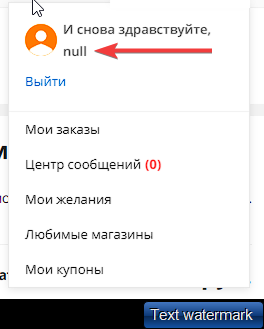 И снова здравствуйте,
null
Выйти
Мои заказы
Центр сообщений (0)
Мои желания
Любимые магазины
Мои купоны
Text watermark